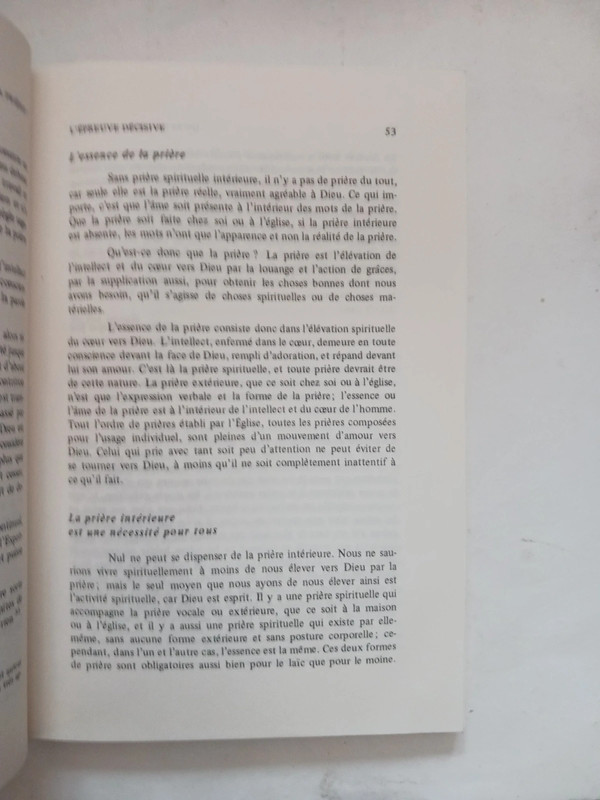 L'ÉPREUVE DÉCISIVE 53
L'essence de la prière
Sans prière spirituelle intérieure, il n'y a pas de prière du tout,
car seule elle est la prière réelle, vraiment agréable à Dieu. Ce qui im-
porte, c'est que l'âme soit présente à l'intérieur des mots de la prière.
Que la prière soit faite chez soi ou à l'église, si la prière intérieure
est absente, les mots n'ont que l'apparence et non la réalité de la prière.
Qu'est-ce donc que la prière ? La prière est l'élévation de
l'intellect et du cœur vers Dieu par la louange et l'action de grâces,
par la supplication aussi, pour obtenir les choses bonnes dont nous
avons besoin, qu'il s'agisse de choses spirituelles ou de choses ma-
térielles.
L'essence de la prière consiste donc dans l'élévation spirituelle
du cœur vers Dieu. L'intellect, enfermé dans le cœur, demeure en toute
conscience devant la face de Dieu, rempli d'adoration, et répand devant
lui son amour. C'est là la prière spirituelle, et toute prière devrait être
de cette nature. La prière extérieure, que ce soit chez soi ou à l'église,
n'est que l'expression verbale et la forme de la prière ; l'essence ou
l'âme de la prière est à l'intérieur de l'intellect et du cœur de l'homme.
Tout l'ordre de prières établi par l'Église, toutes les prières composées
pour l'usage individuel, sont pleines d'un mouvement d'amour vers
Dieu. Celui qui prie avec tant soit peu d'attention ne peut éviter de
se tourner vers Dieu, à moins qu'il ne soit complètement inattentif à
ce qu'il fait.
La prière intérieure
est une nécessité pour tous
Nul ne peut se dispenser de la prière intérieure. Nous ne sau-
rions vivre spirituellement à moins de nous élever vers Dieu par la
prière ; mais le seul moyen que nous ayons de nous élever ainsi est
l'activité spirituelle, car Dieu est esprit. Il y a une prière spirituelle qui
accompagne la prière vocale ou extérieure, que ce soit à la maison
ou à l'église, et il y a aussi une prière spirituelle qui existe par elle-
même, sans aucune forme extérieure et sans posture corporelle ; ce-
pendant, dans l'un et l'autre cas, l'essence est la même. Ces deux formes
de prière sont obligatoires aussi bien pour le laïc que pour le moine.